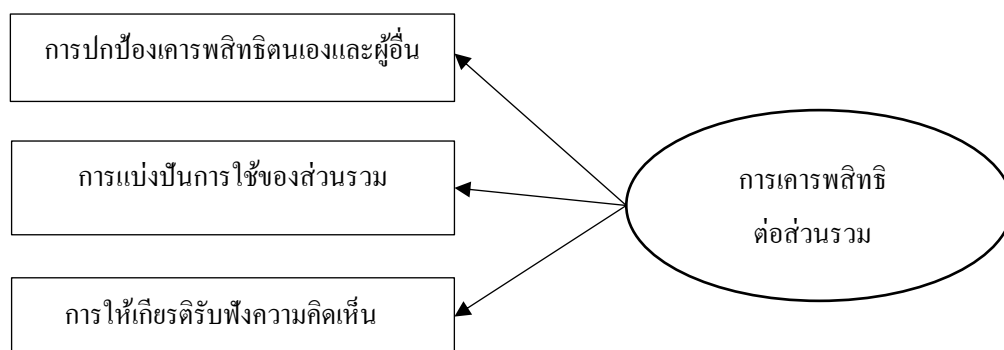 การปกป้องเคารพสิทธิตนเองและผู้อื่น
การแบ่งปันการใช้ของส่วนรวม
การให้เกียรติรับฟังความคิดเห็น
การเคารพสิทธิ
ต่อส่วนรวม